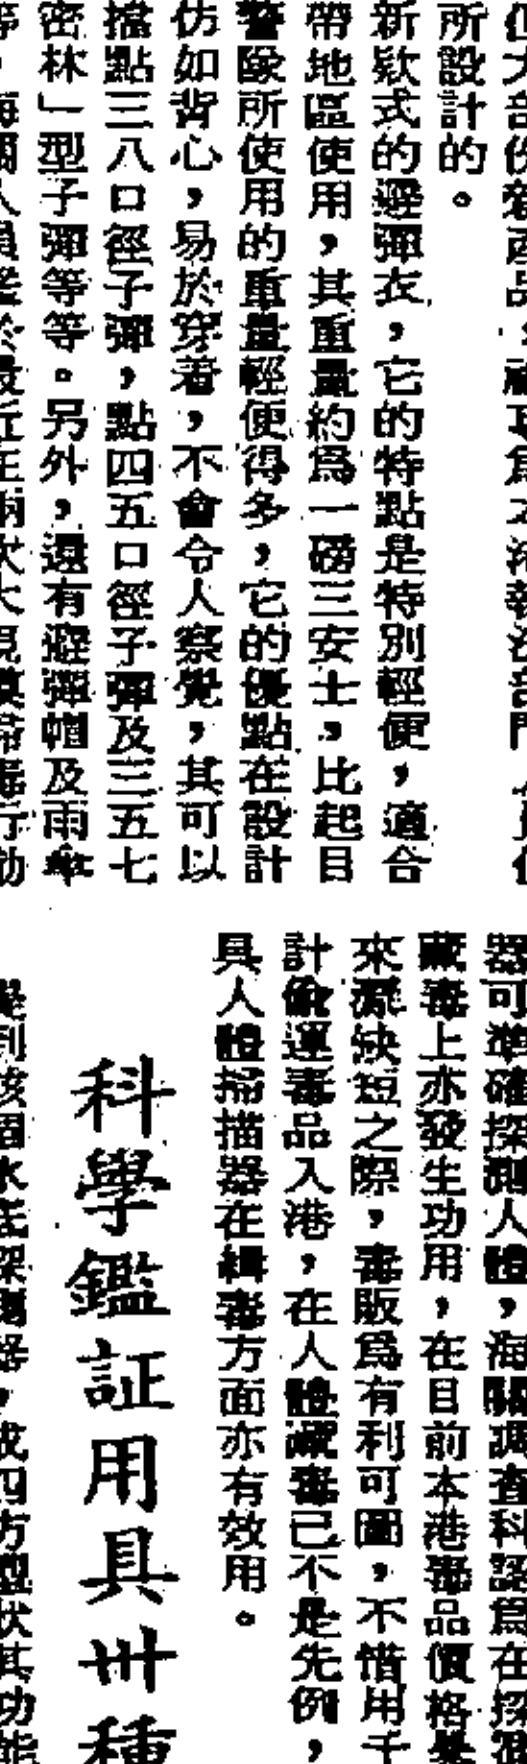 所設計的。
新欵式的避彈衣，它的特點是特別輕便，適合
帶地區使用，其重量約為一磅三安士，比起目
警隊所使用的重量輕便得多，它的優點在設計
仿如背心，易於穿着，不會令人察覺，其可以
擋點三八口徑子彈，點四五口徑子彈及三五七
密林」型子彈等等。另外，還有避彈帽及雨傘
器可準確探測人體，海關調查科認為在探查
藏毒上亦發生功用，在目前本港毒品價格
來源缺短之際，毒販為有利可圖，不惜用千
計偷運毒品入港，在人體藏毒已不是先例，
具人體掃描器在緝毒方面亦有效用。
科學鑑証用具卅種